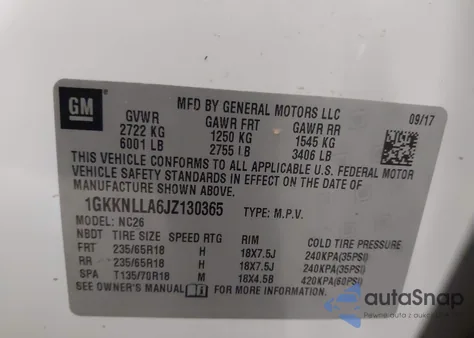 GM
MFD BY GENERAL MOTORS LLC
09/17
GVWR GAWR FRT GAWR RR
2722 KG 1250 KG 1545 KG
6001 LB 2755 LB 3406 LB
THIS VEHICLE CONFORMS TO ALL APPLICABLE U.S. FEDERAL MOTOR
VEHICLE SAFETY STANDARDS IN EFFECT ON THE DATE OF
MANUFACTURE SHOWN ABOVE.
1GKKNLLA6JZ130365 TYPE: M.P.V.
MODEL: NC26
NBDT TIRE SIZE SPEED RTG RIM COLD TIRE PRESSURE
FRT 235/65R18 H 18X7.5J 240KPA(35PSI)
RR 235/65R18 H 18X7.5J 240KPA(35PSI)
SPA T135/70R18 M 18X4.5B 420KPA(60PSI)
SEE OWNER'S MANUAL FOR MORE INFORMATION.
autoSnap
Pewne auto z aukcji